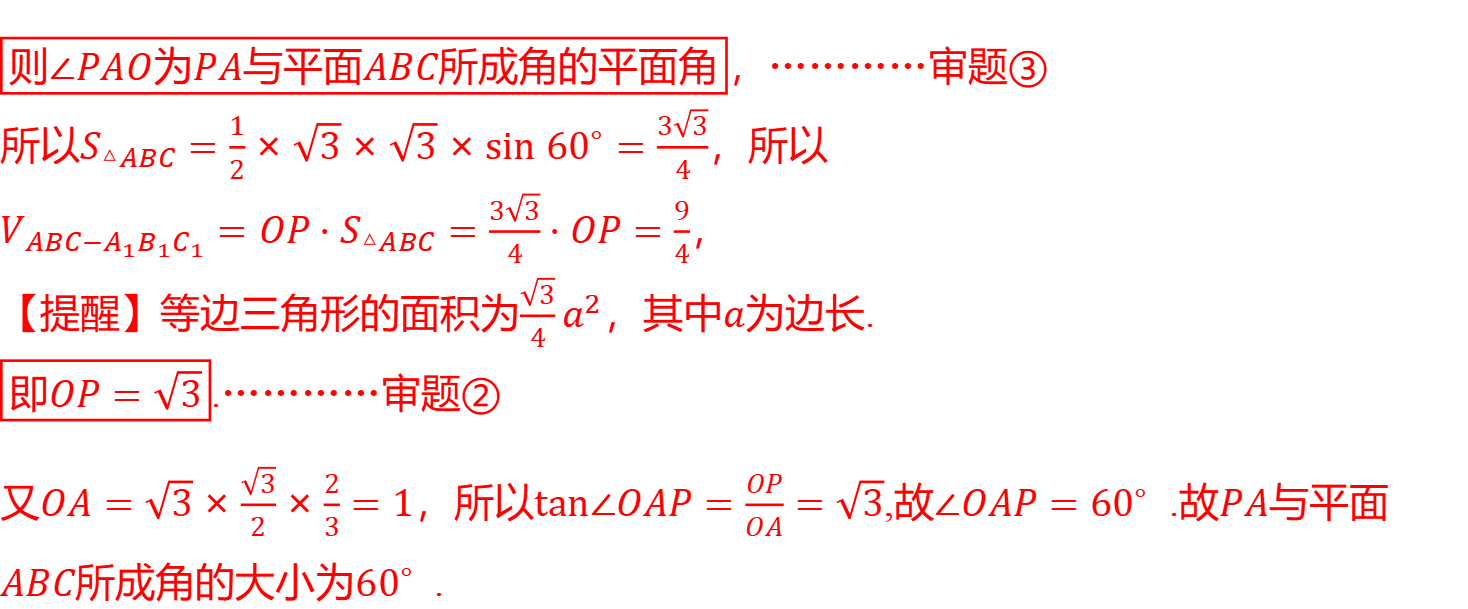 则∠PAO为PA与平面ABC所成角的平面角，…………审题③
所以S△ABC = 1/2 × √3 × √3 × sin 60° = 3√3/4，所以
V ABC−A₁B₁C₁ = OP · S△ABC = 3√3/4 · OP = 9/4,
【提醒】等边三角形的面积为√3/4 a²，其中a为边长.
即OP = √3.…………审题②
又OA = √3 × √3/2 × 2/3 = 1，所以tan∠OAP = OP/OA = √3,故∠OAP = 60° .故PA与平面
ABC所成角的大小为60° .